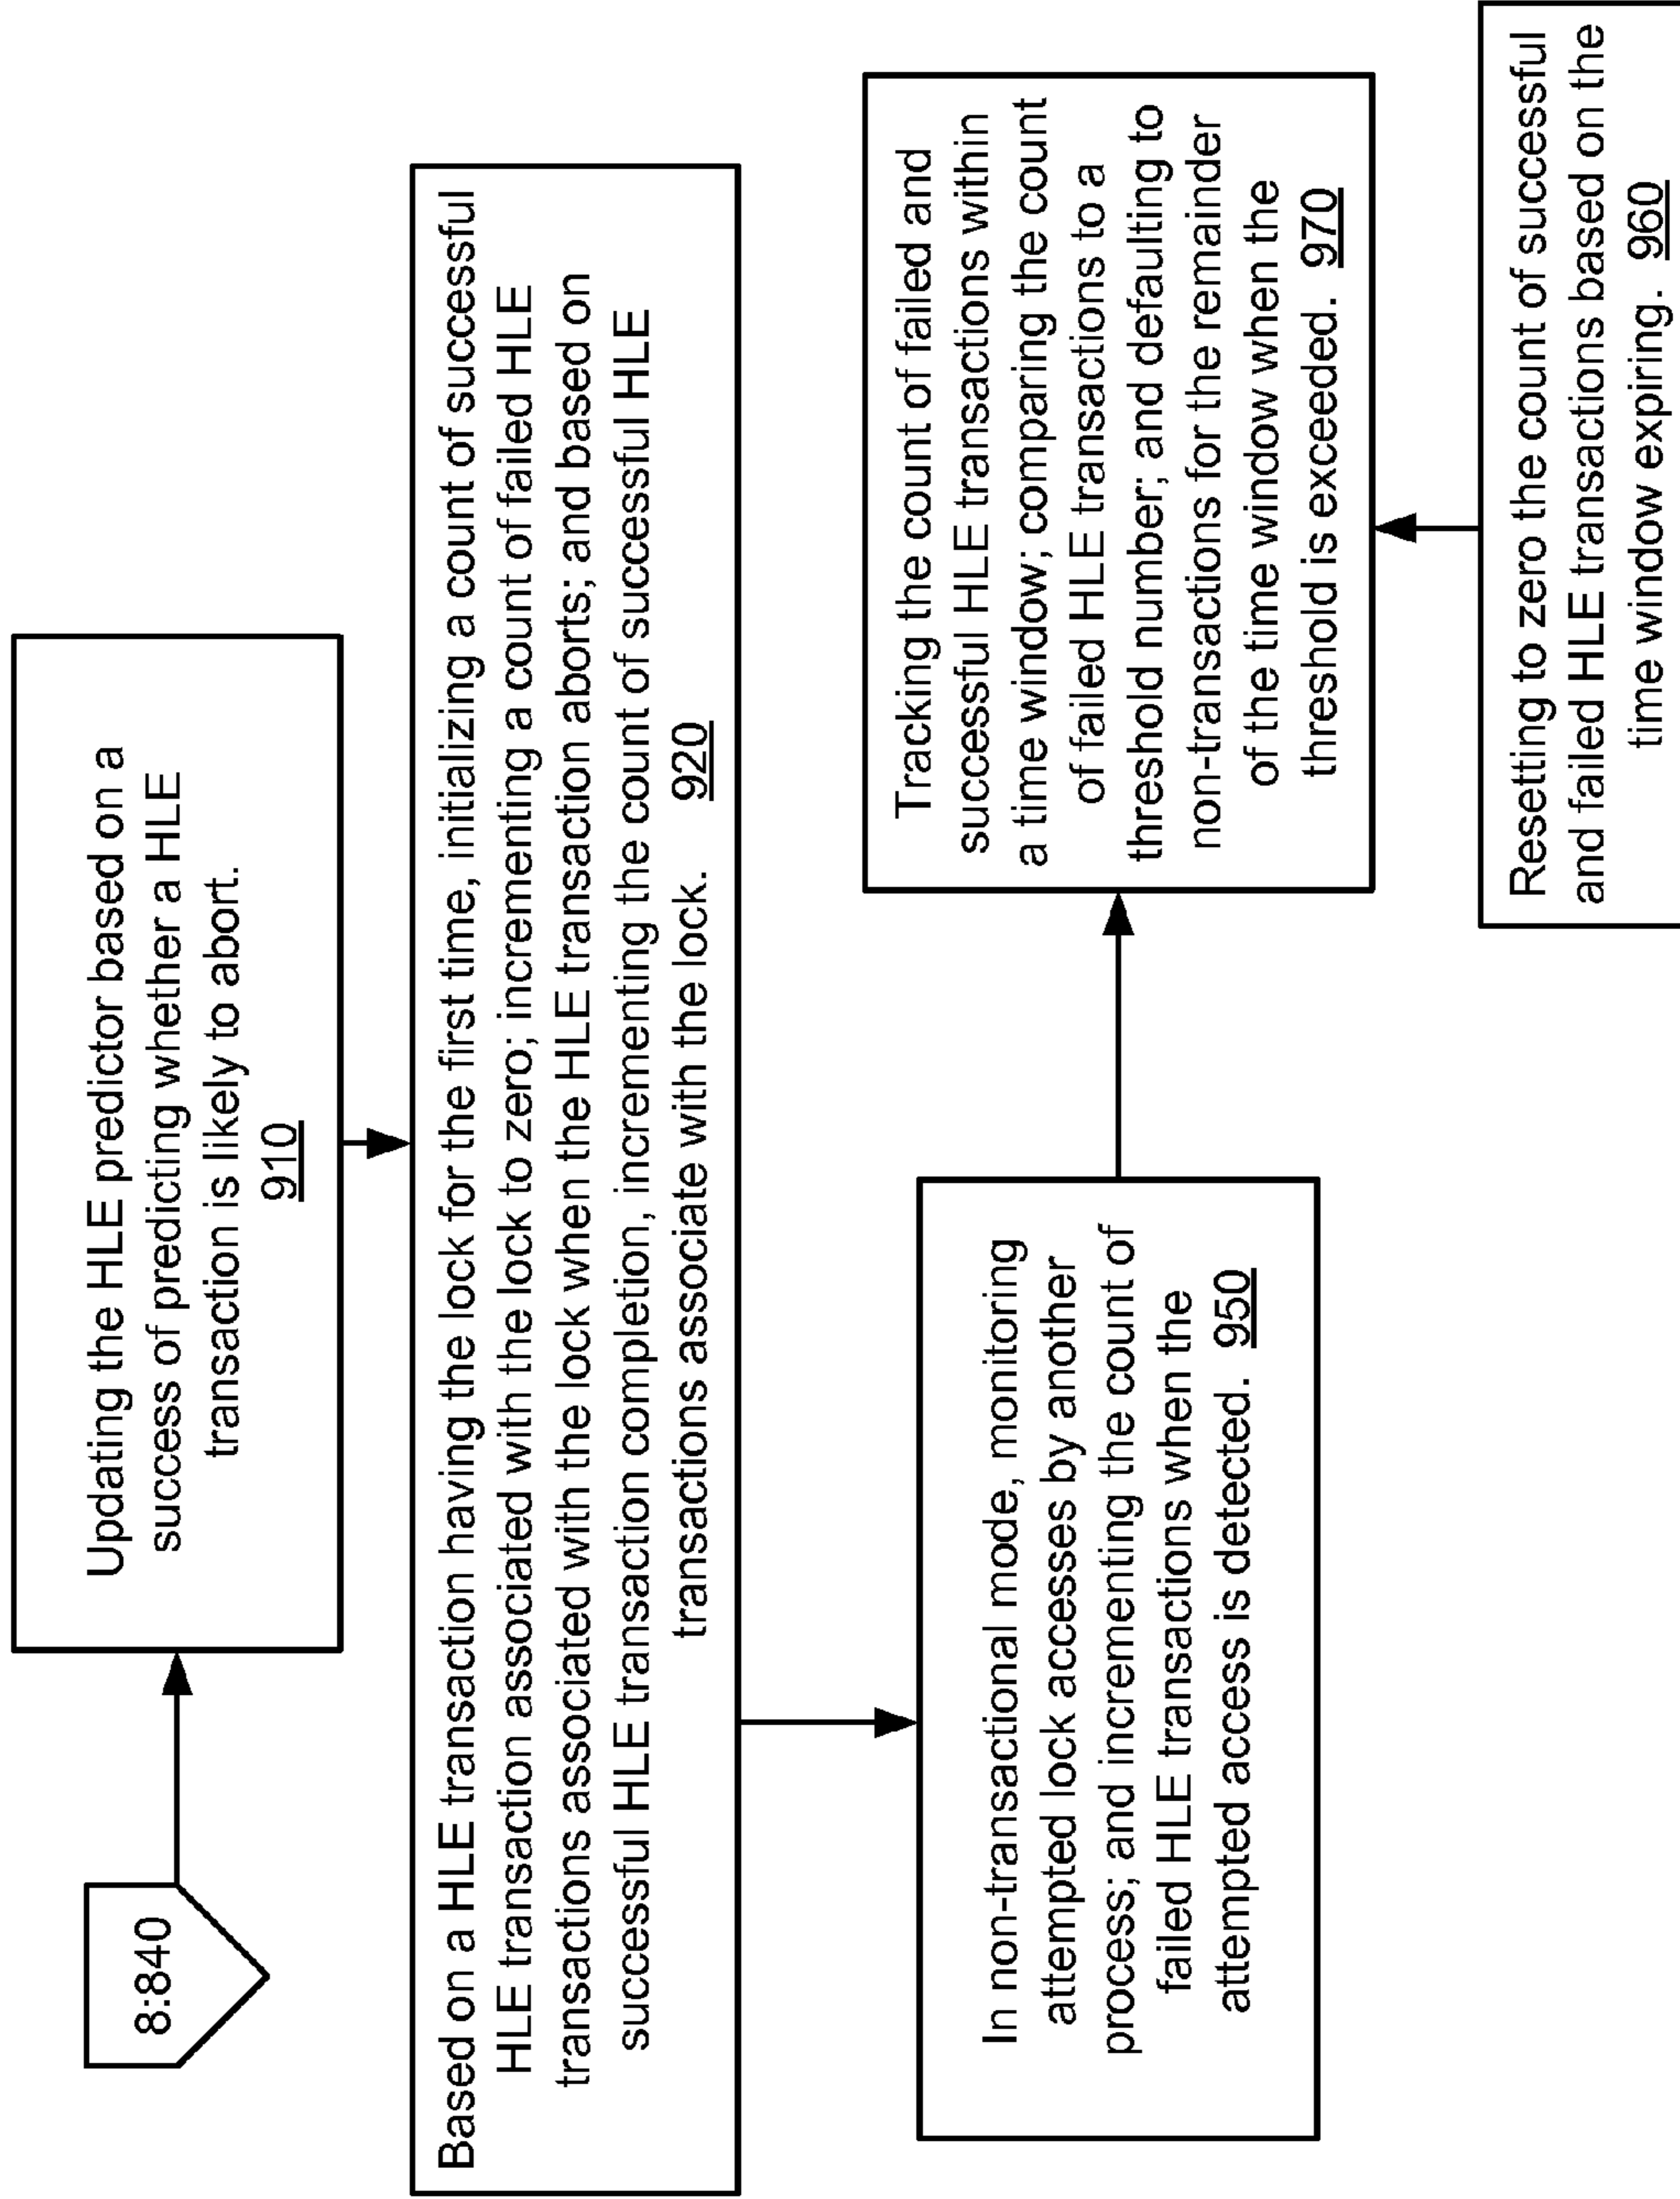 8:840
Updating the HLE predictor based on a
success of predicting whether a HLE
transaction is likely to abort.
910
Based on a HLE transaction having the lock for the first time, initializing a count of successful
HLE transaction associated with the lock to zero; incrementing a count of failed HLE
transactions associated with the lock when the HLE transaction aborts; and based on
successful HLE transaction completion, incrementing the count of successful HLE
transactions associate with the lock. 920
In non-transactional mode, monitoring
attempted lock accesses by another
process; and incrementing the count of
failed HLE transactions when the
attempted access is detected. 950
Tracking the count of failed and
successful HLE transactions within
a time window; comparing the count
of failed HLE transactions to a
threshold number; and defaulting to
non-transactions for the remainder
of the time window when the
threshold is exceeded. 970
Resetting to zero the count of successful
and failed HLE transactions based on the
time window expiring. 960